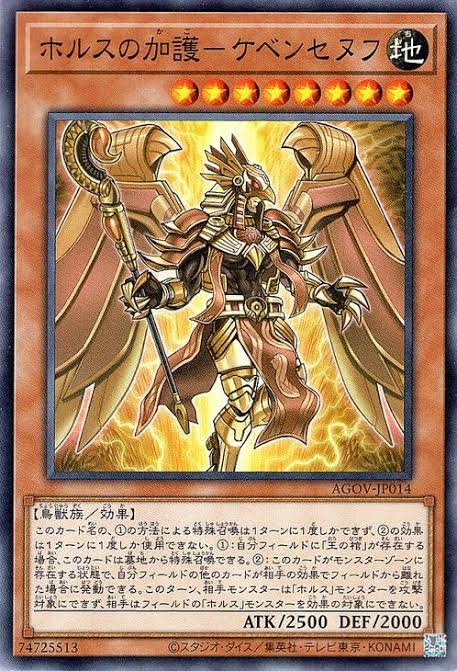 ホルスの加護－ケベンセヌフ
地
AGOV-JP014
【鳥獣族／効果】
このカード名の、①の方法による特殊召喚は1ターンに1度しかできず、②の効果
は1ターンに1度しか使用できない。①：自分フィールドに「王の棺」が存在する
場合、このカードは墓地から特殊召喚できる。②：このカードがモンスターゾーンに
存在する状態で、自分フィールドの他のカードが相手の効果でフィールドから離れ
た場合に発動できる。このターン、相手モンスターは「ホルス」モンスターを攻撃
対象にできず、相手はフィールドの「ホルス」モンスターを効果の対象にできない。
ATK/2500 DEF/2000
74725513
©スタジオ・ダイス／集英社・テレビ東京・KONAMI